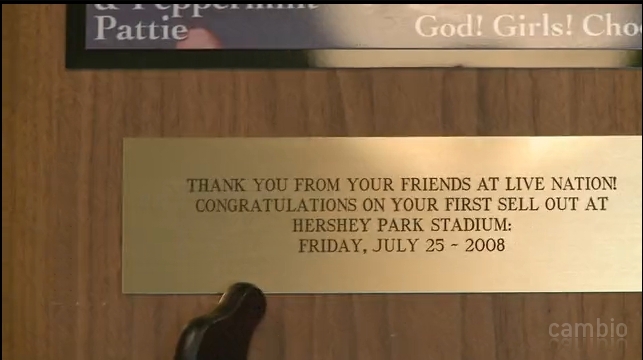 & Peppermint
Pattie
God! Girls! Cho
THANK YOU FROM YOUR FRIENDS AT LIVE NATION!
CONGRATULATIONS ON YOUR FIRST SELL OUT AT
HERSHEY PARK STADIUM:
FRIDAY, JULY 25 ~ 2008
cambio